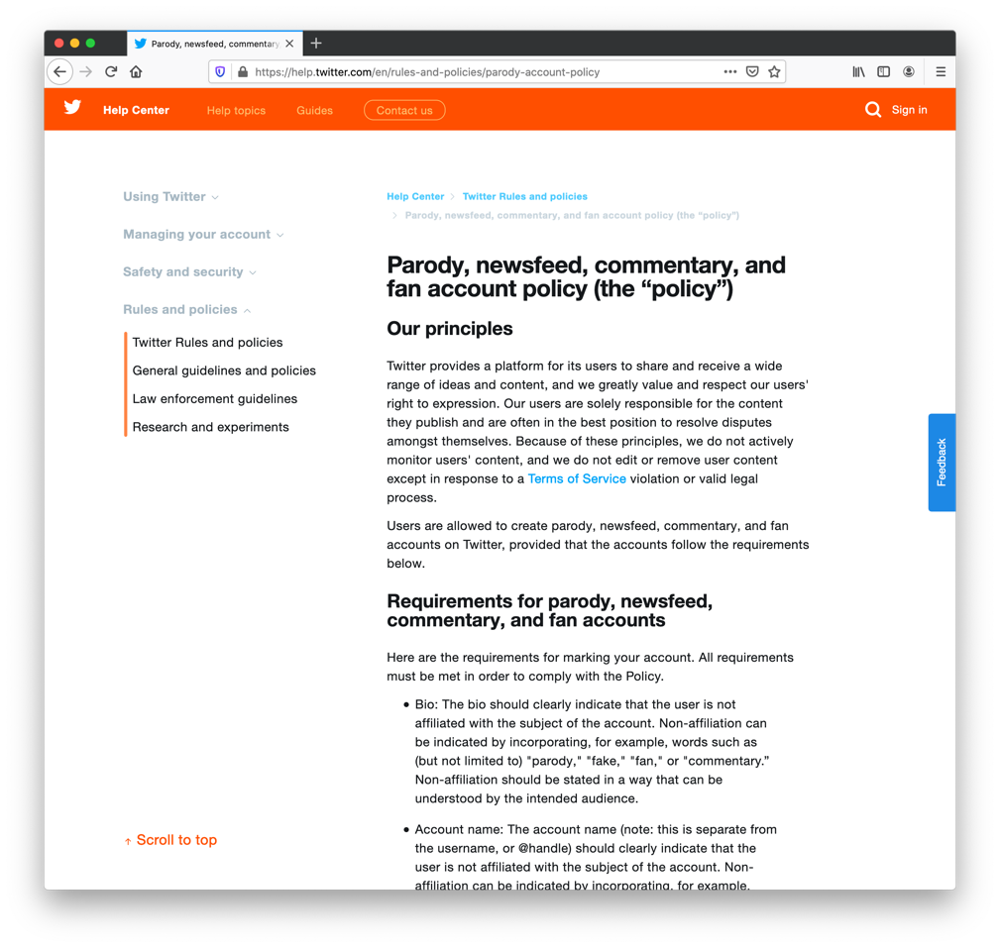 Parody, newsfeed, commentary,
https://help.twitter.com/en/rules-and-policies/parody-account-policy
Help Center
Help topics
Guides
Contact us
Sign in
Using Twitter
Managing your account
Safety and security
Rules and policies
Twitter Rules and policies
General guidelines and policies
Law enforcement guidelines
Research and experiments
Help Center
Twitter Rules and policies
Parody, newsfeed, commentary, and fan account policy (the “policy”)
Parody, newsfeed, commentary, and
fan account policy (the “policy”)
Our principles
Twitter provides a platform for its users to share and receive a wide
range of ideas and content, and we greatly value and respect our users'
right to expression. Our users are solely responsible for the content
they publish and are often in the best position to resolve disputes
amongst themselves. Because of these principles, we do not actively
monitor users' content, and we do not edit or remove user content
except in response to a Terms of Service violation or valid legal
process.
Users are allowed to create parody, newsfeed, commentary, and fan
accounts on Twitter, provided that the accounts follow the requirements
below.
Requirements for parody, newsfeed,
commentary, and fan accounts
Here are the requirements for marking your account. All requirements
must be met in order to comply with the Policy.
• Bio: The bio should clearly indicate that the user is not
affiliated with the subject of the account. Non-affiliation can
be indicated by incorporating, for example, words such as
(but not limited to) "parody," "fake," "fan," or "commentary.”
Non-affiliation should be stated in a way that can be
understood by the intended audience.
• Account name: The account name (note: this is separate from
the username, or @handle) should clearly indicate that the
user is not affiliated with the subject of the account. Non-
affiliation can be indicated by incorporating, for example,
↑ Scroll to top
Feedback